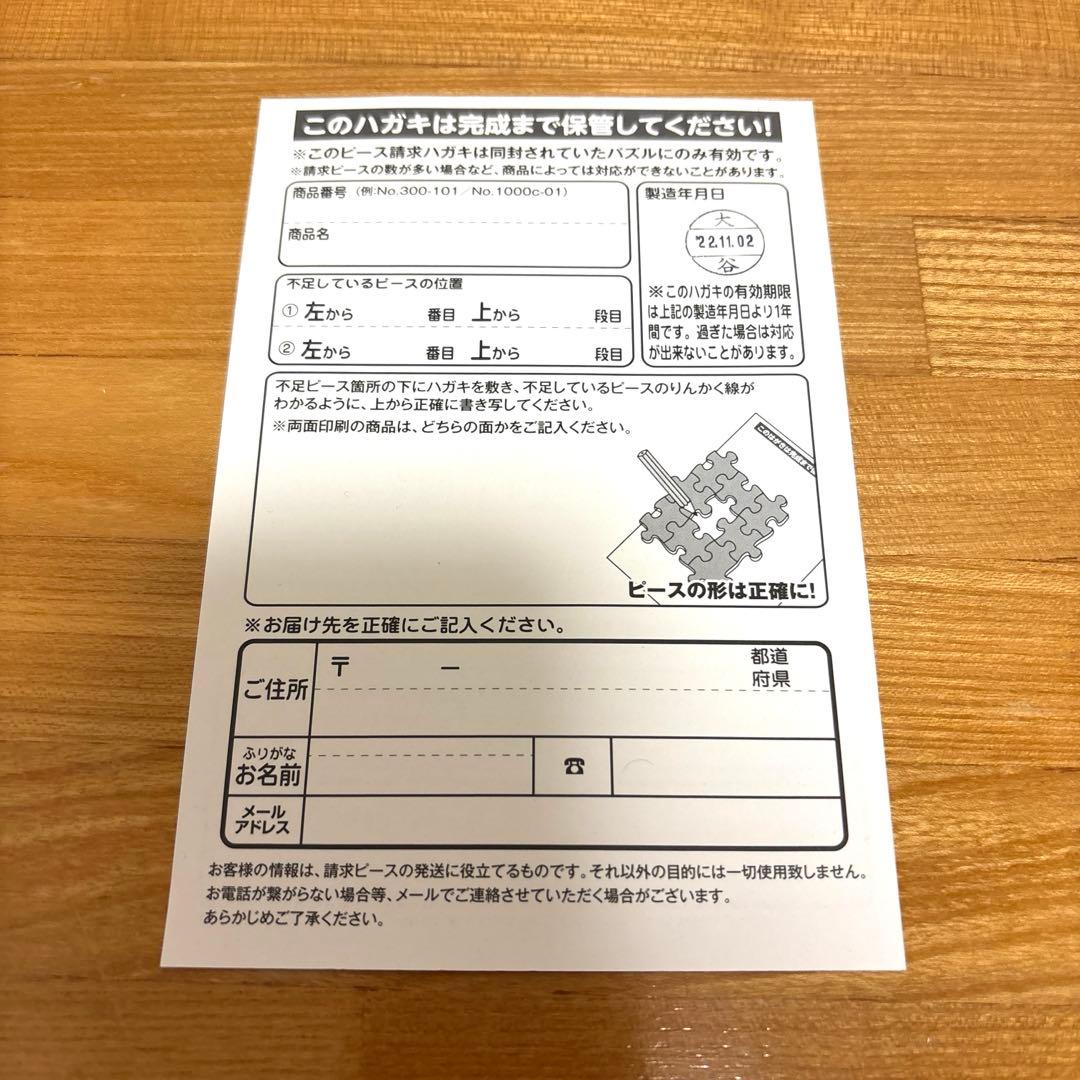 このハガキは完成まで保管してください!
※このピース請求ハガキは同封されていたパズルにのみ有効です。
※請求ピースの数が多い場合など、商品によっては対応ができないことがあります。
商品番号(例:No.300-101/No.1000c-01)
商品名
製造年月日
大
'22.11.02
谷
※このハガキの有効期限
は上記の製造年月日より1年
間です。過ぎた場合は対応
が出来ないことがあります。
不足しているピースの位置
① 左から 番目 上から 段目
② 左から 番目 上から 段目
不足ピース箇所の下にハガキを敷き、不足しているピースのりんかく線が
わかるように、上から正確に書き写してください。
※両面印刷の商品は、どちらの面かをご記入ください。
ピースの形は正確に!
※お届け先を正確にご記入ください。
ご住所
〒 ー
都道
府県
ふりがな
お名前
☎
メール
アドレス
お客様の情報は、請求ピースの発送に役立てるものです。それ以外の目的には一切使用致しません。
お電話が繋がらない場合等、メールでご連絡させていただく場合がございます。
あらかじめご了承ください。